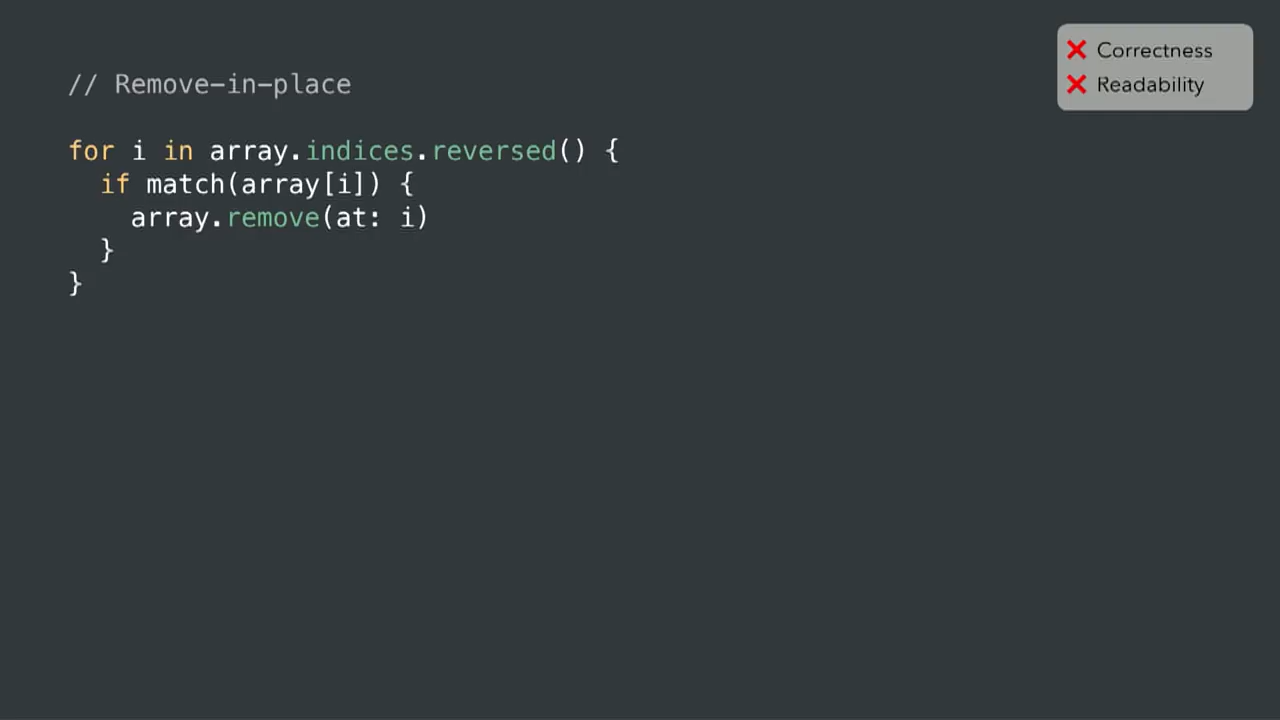 ❌ Correctness
❌ Readability
// Remove-in-place
for i in array.indices.reversed() {
  if match(array[i]) {
    array.remove(at: i)
  }
}